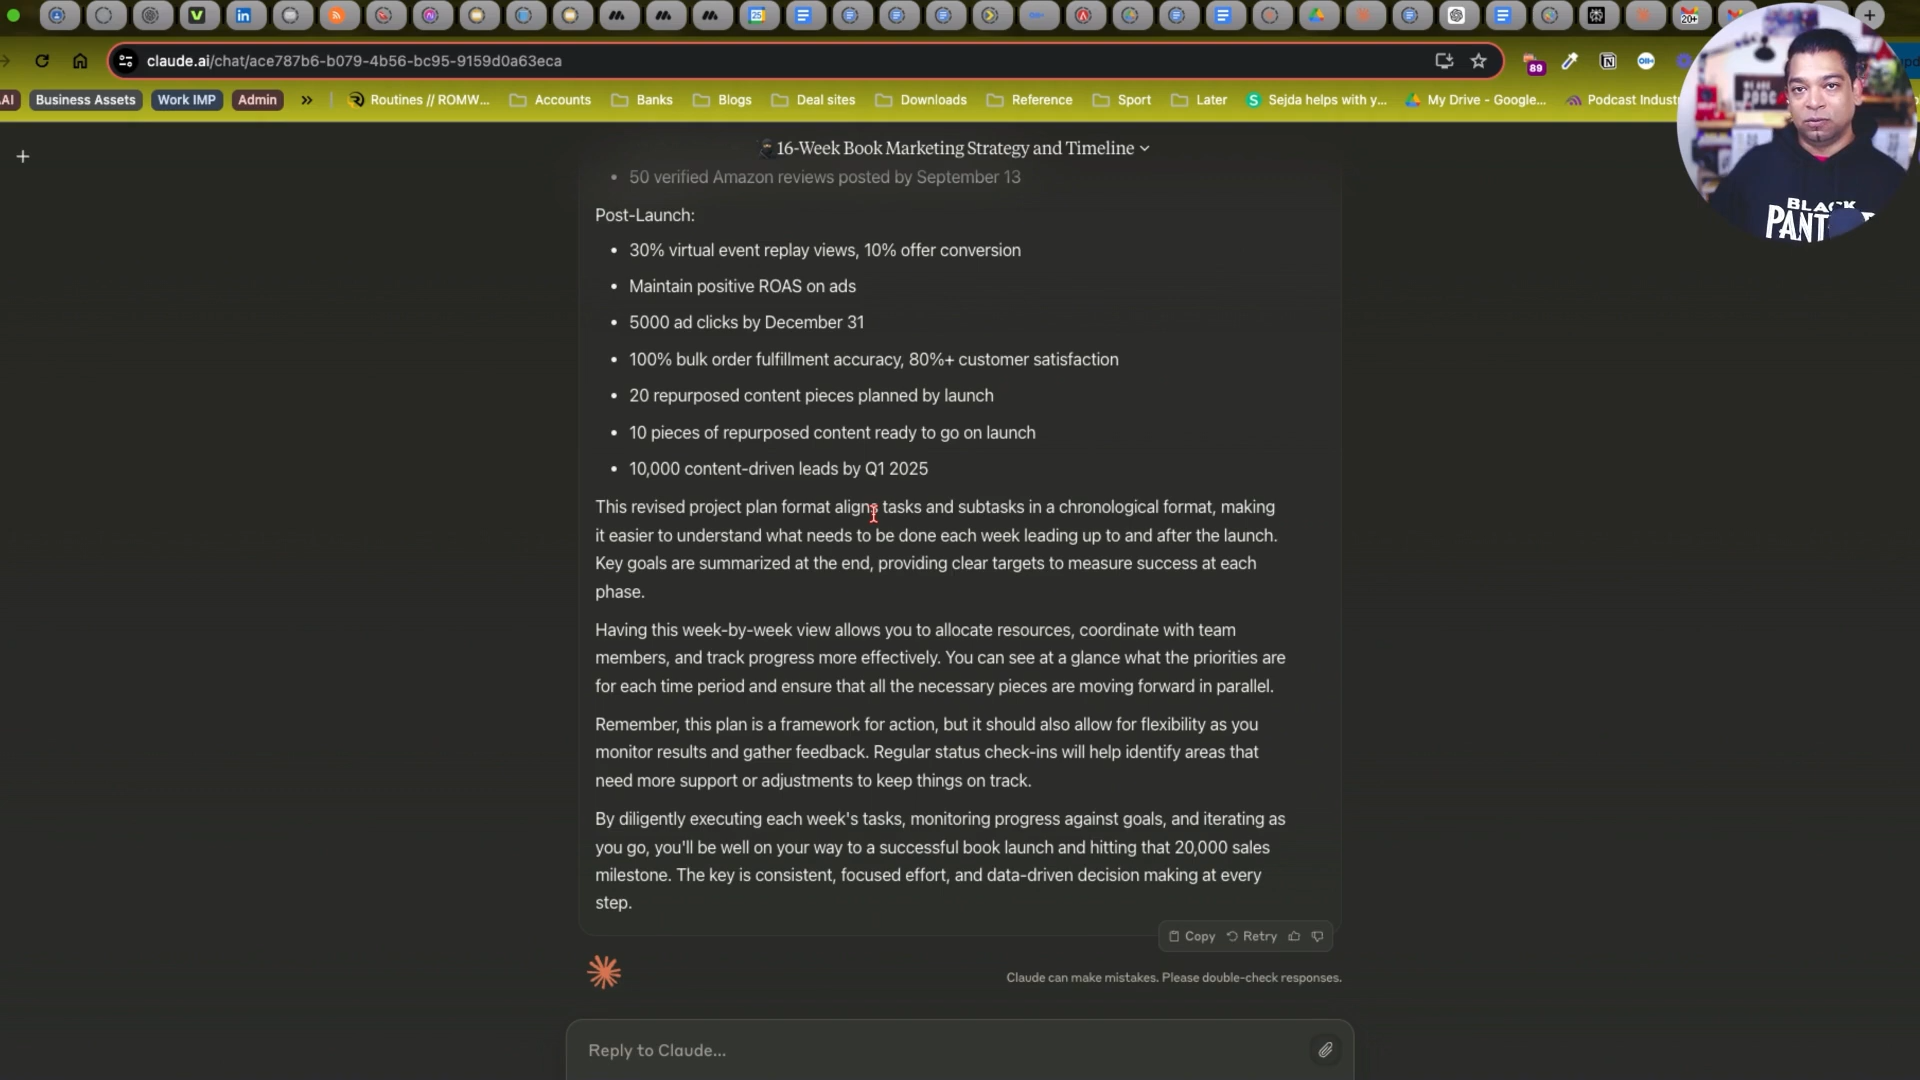 claude.ai/chat/ace787b6-b079-4b56-bc95-9159d0a63eca
89
20+
AI
Business Assets
Work IMP
Admin
Routines // ROMW...
Accounts
Banks
Blogs
Deal sites
Downloads
Reference
Sport
Later
Sejda helps with y...
My Drive - Google...
Podcast Indust
16-Week Book Marketing Strategy and Timeline
• 50 verified Amazon reviews posted by September 13
Post-Launch:
• 30% virtual event replay views, 10% offer conversion
• Maintain positive ROAS on ads
• 5000 ad clicks by December 31
• 100% bulk order fulfillment accuracy, 80%+ customer satisfaction
• 20 repurposed content pieces planned by launch
• 10 pieces of repurposed content ready to go on launch
• 10,000 content-driven leads by Q1 2025
This revised project plan format aligns tasks and subtasks in a chronological format, making
it easier to understand what needs to be done each week leading up to and after the launch.
Key goals are summarized at the end, providing clear targets to measure success at each
phase.
Having this week-by-week view allows you to allocate resources, coordinate with team
members, and track progress more effectively. You can see at a glance what the priorities are
for each time period and ensure that all the necessary pieces are moving forward in parallel.
Remember, this plan is a framework for action, but it should also allow for flexibility as you
monitor results and gather feedback. Regular status check-ins will help identify areas that
need more support or adjustments to keep things on track.
By diligently executing each week's tasks, monitoring progress against goals, and iterating as
you go, you'll be well on your way to a successful book launch and hitting that 20,000 sales
milestone. The key is consistent, focused effort, and data-driven decision making at every
step.
Copy
Retry
Claude can make mistakes. Please double-check responses.
Reply to Claude...
BLACK
PANT